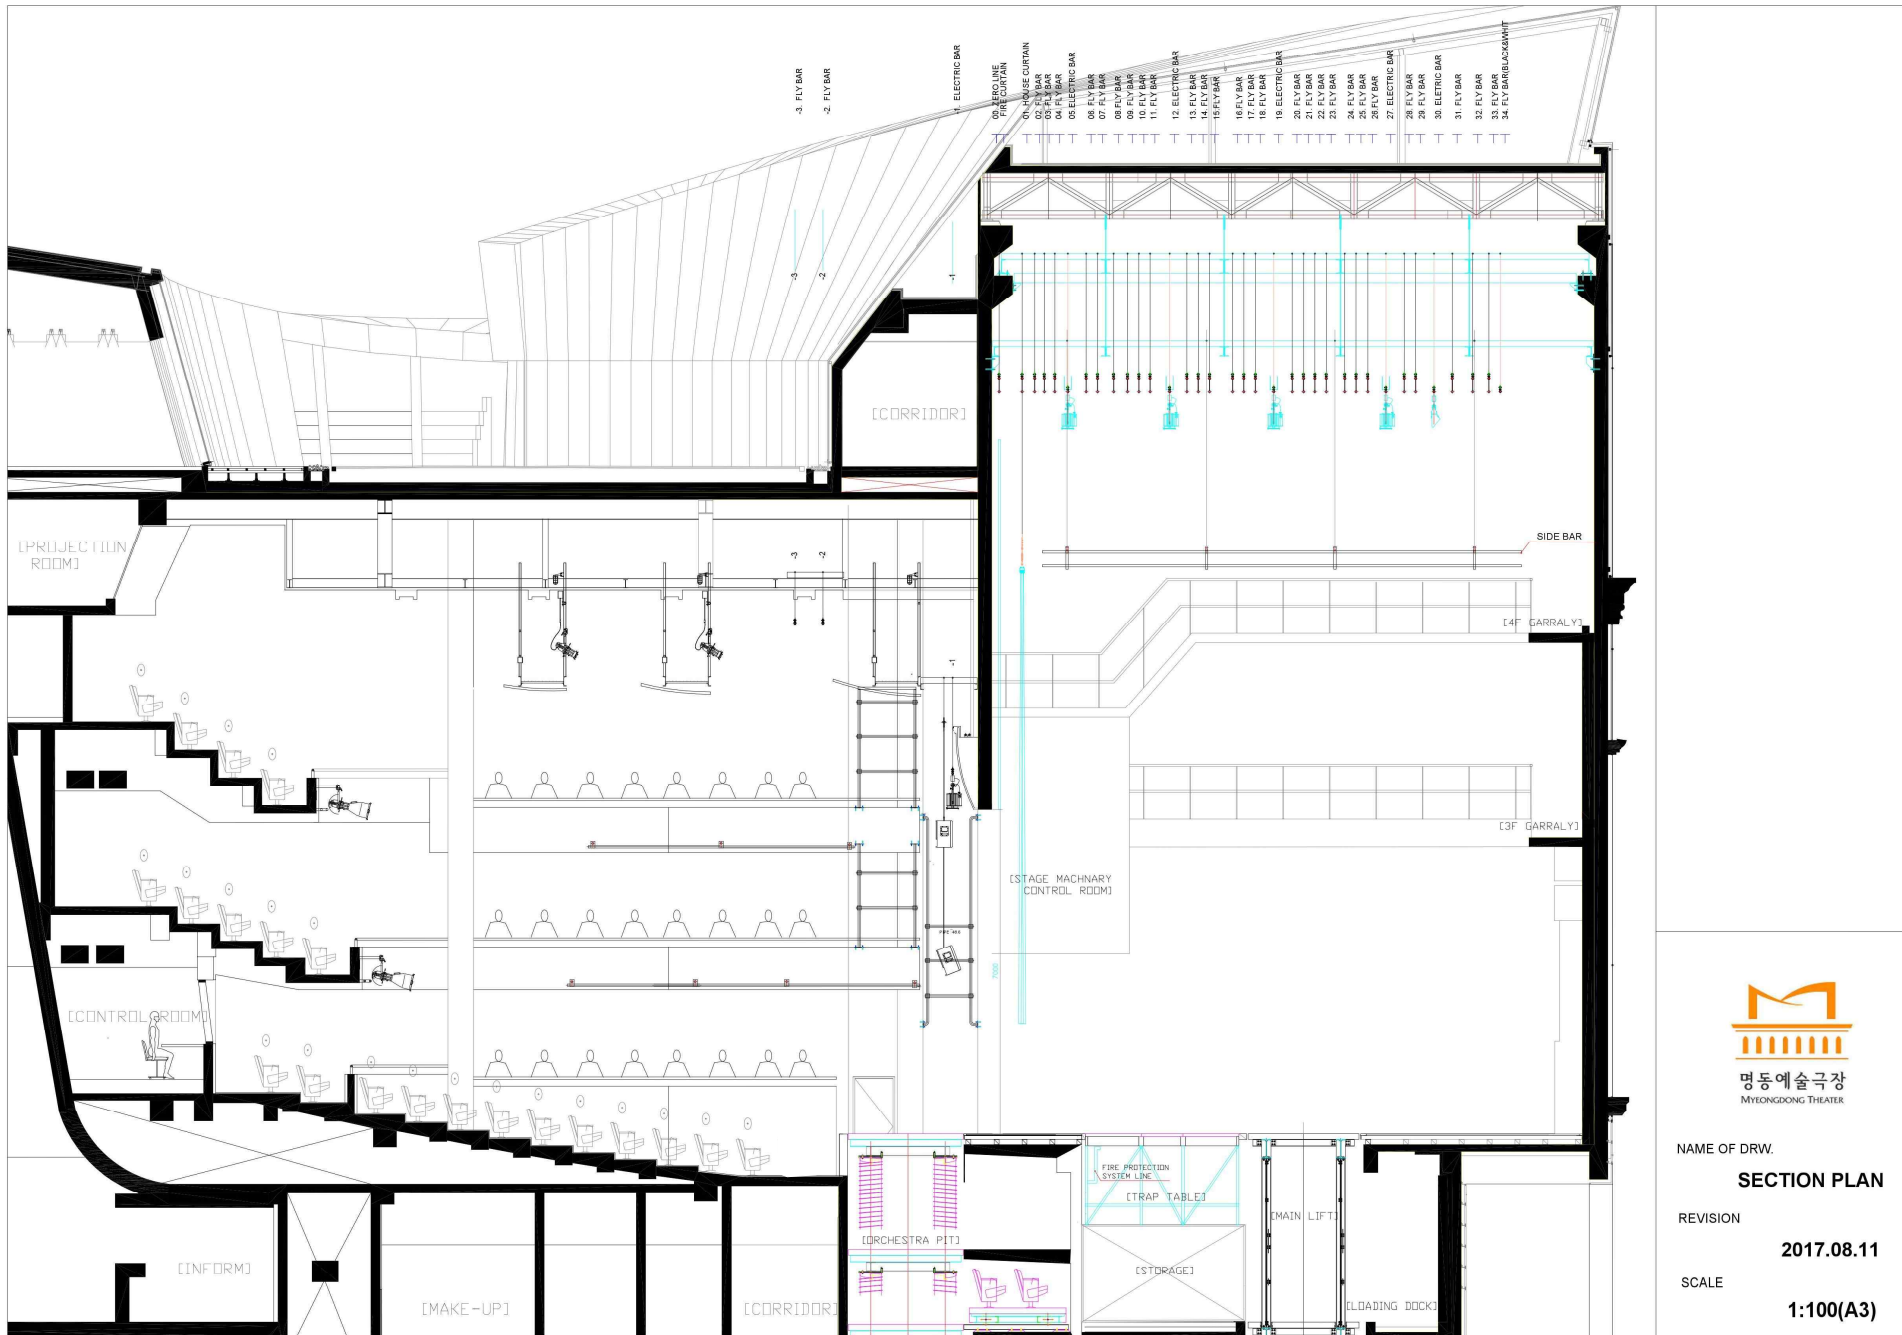 -3. FLY BAR
-2. FLY BAR
-1. ELECTRIC BAR
00. ZERO LINE
FIRE CURTAIN
01. HOUSE CURTAIN
02. FLY BAR
03. FLY BAR
04. FLY BAR
05. ELECTRIC BAR
06. FLY BAR
07. FLY BAR
08. FLY BAR
09. FLY BAR
10. FLY BAR
11. FLY BAR
12. ELECTRIC BAR
13. FLY BAR
14. FLY BAR
15. FLY BAR
16. FLY BAR
17. FLY BAR
18. FLY BAR
19. ELECTRIC BAR
20. FLY BAR
21. FLY BAR
22. FLY BAR
23. FLY BAR
24. FLY BAR
25. FLY BAR
26. FLY BAR
27. ELECTRIC BAR
28. FLY BAR
29. FLY BAR
30. ELETRIC BAR
31. FLY BAR
32. FLY BAR
33. FLY BAR
34. FLY BAR(BLACK&WHIT
-3
-2
-1
[CORRIDOR]
[PROJECTION
ROOM]
-3
-2
SIDE BAR
[4F GARRALY]
-1
[3F GARRALY]
[STAGE MACHNARY
CONTROL ROOM]
7000
[CONTROL ROOM]
FIRE PROTECTION
SYSTEM LINE
[TRAP TABLE]
[MAIN LIFT]
[ORCHESTRA PIT]
[STORAGE]
[INFORM]
[MAKE-UP]
[CORRIDOR]
[LOADING DOCK]
명동예술극장
MYEONGDONG THEATER
NAME OF DRW.
SECTION PLAN
REVISION
2017.08.11
SCALE
1:100(A3)